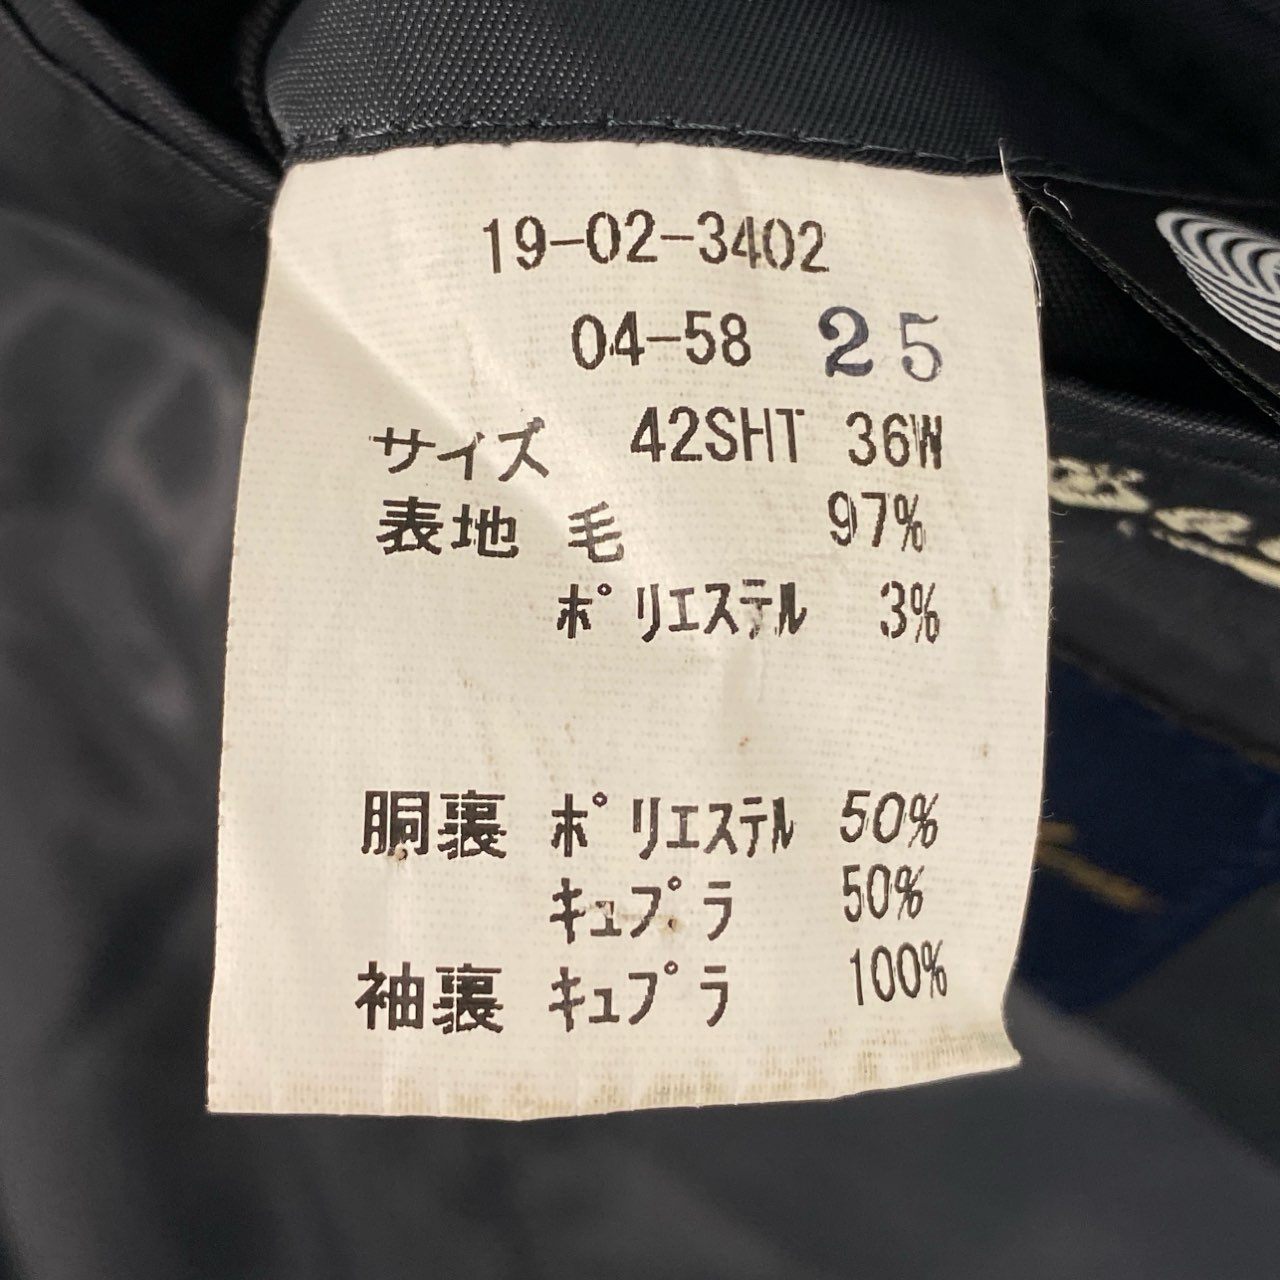 19-02-3402
04-58 25
サイズ 42SHT 36W
表地 毛 97%
ポリエステル 3%
胴裏 ポリエステル 50%
キュプラ 50%
袖裏 キュプラ 100%